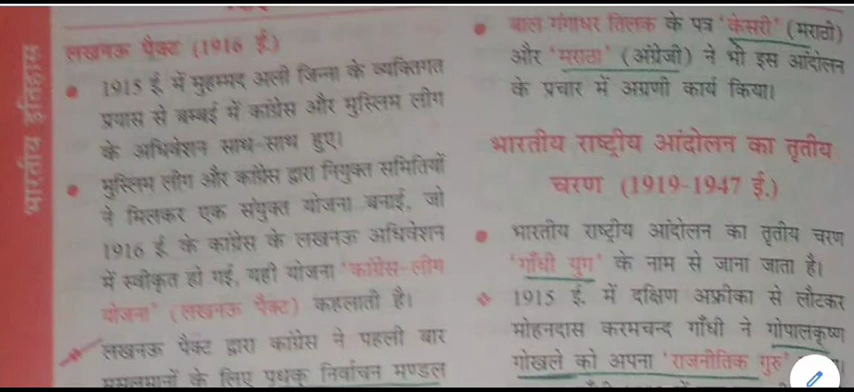 भारतीय इतिहास
लखनऊ पैक्ट (1916 ई.)
1915 ई. में मुहम्मद अली जिन्ना के व्यक्तिगत
प्रयास से बम्बई में कांग्रेस और मुस्लिम लीग
के अधिवेशन साथ-साथ हुए।
मुस्लिम लीग और कांग्रेस द्वारा नियुक्त समितियों
ने मिलकर एक संयुक्त योजना बनाई, जो
1916 ई. के कांग्रेस के लखनऊ अधिवेशन
में स्वीकृत हो गई, यही योजना 'कांग्रेस-लीग
योजना' (लखनऊ पैक्ट) कहलाती है।
लखनऊ पैक्ट द्वारा कांग्रेस ने पहली बार
मुसलमानों के लिए पृथक् निर्वाचन मण्डल
बाल गंगाधर तिलक के पत्र 'केसरी' (मराठी)
और 'मराठा' (अंग्रेजी) ने भी इस आंदोलन
के प्रचार में अग्रणी कार्य किया।
भारतीय राष्ट्रीय आंदोलन का तृतीय
चरण (1919-1947 ई.)
भारतीय राष्ट्रीय आंदोलन का तृतीय चरण
'गाँधी युग' के नाम से जाना जाता है।
1915 ई. में दक्षिण अफ्रीका से लौटकर
मोहनदास करमचन्द गाँधी ने गोपालकृष्ण
गोखले को अपना 'राजनीतिक गुरु'